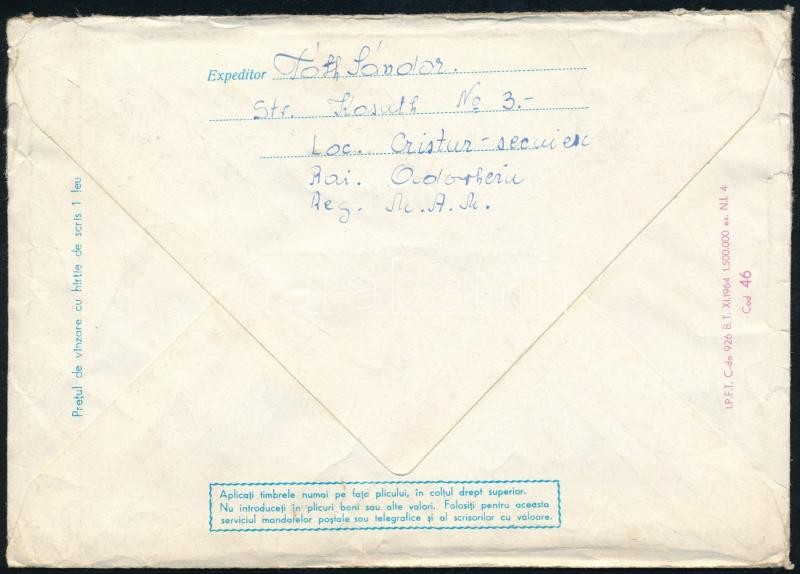 Expeditor Tóth Sándor.
Str. Kosuth No 3.-
Loc. Cristur-secuiesc
Rai. Odorheiu
Reg. M.A.M.
Prețul de vînzare cu hîrtie de scris 1 leu
I.P.F.T. C-da 926 B.T. XI.1964 1.500.000 ex. N.I. 4
Cod 46
darabanth
Aplicați timbrele numai pe fața plicului, în colțul drept superior.
Nu introduceți în plicuri bani sau alte valori. Folosiți pentru aceasta
serviciul mandatelor poștale sau telegrafice și al scrisorilor cu valoare.